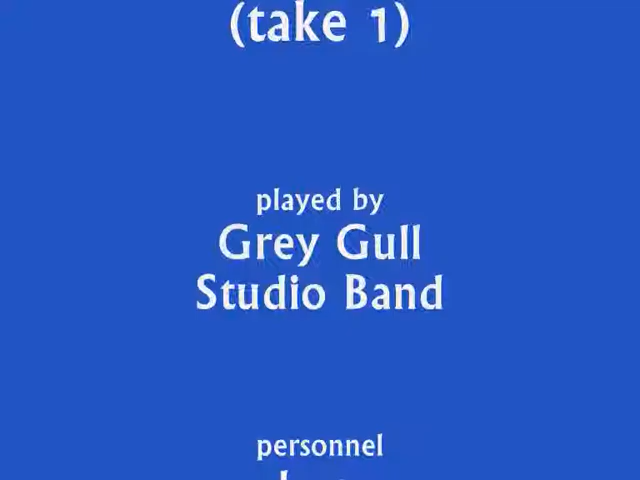 (take 1)
played by
Grey Gull
Studio Band
personnel